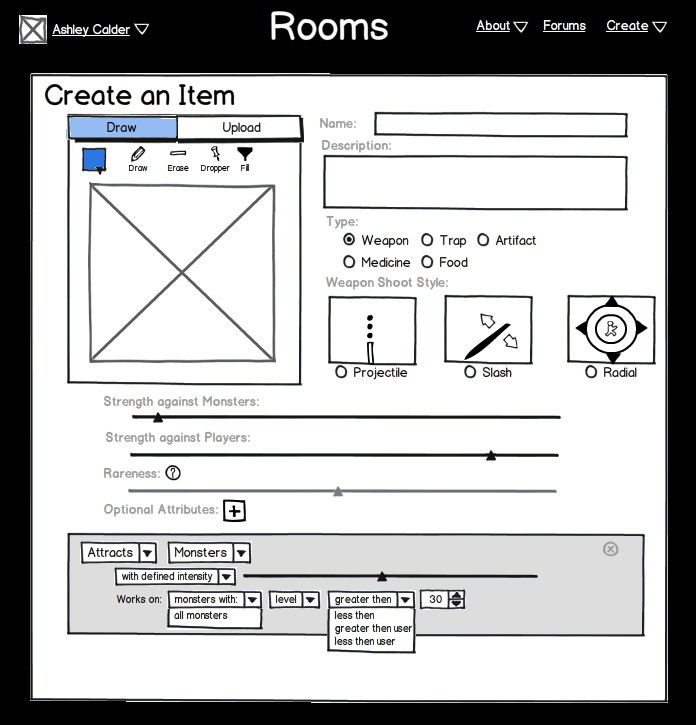 Ashley Calder
Rooms
About
Forums
Create
Create an Item
Draw
Upload
Draw
Erase
Dropper
Fill
Name:
Description:
Type:
Weapon
Trap
Artifact
Medicine
Food
Weapon Shoot Style:
Projectile
Slash
Radial
Strength against Monsters:
Strength against Players:
Rareness: ?
Optional Attributes: +
Attracts
Monsters
with defined intensity
Works on: monsters with: level greater then 30
all monsters
less then
greater then user
less then user